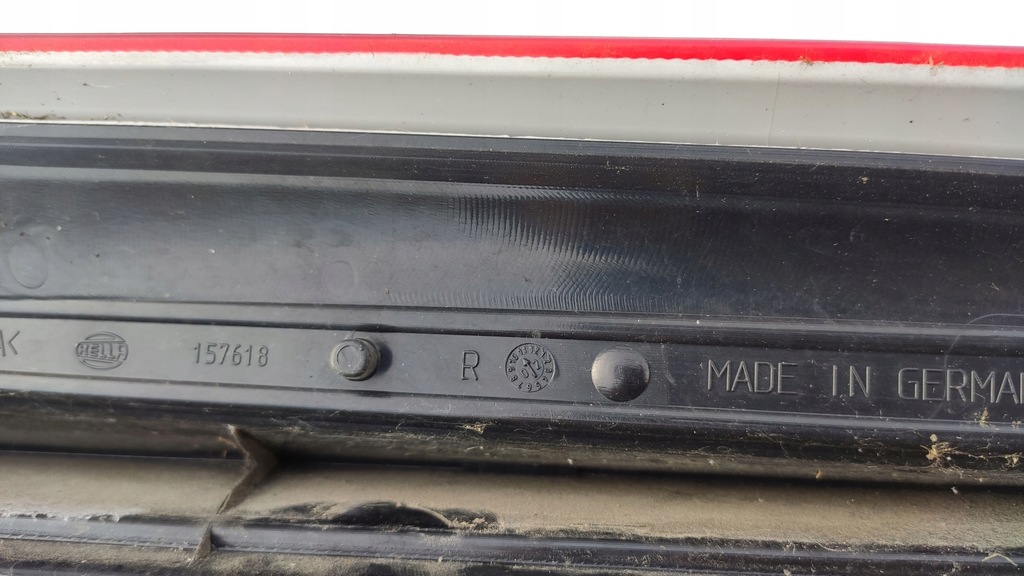 K HELLA 157618 R MADE IN GERMAN